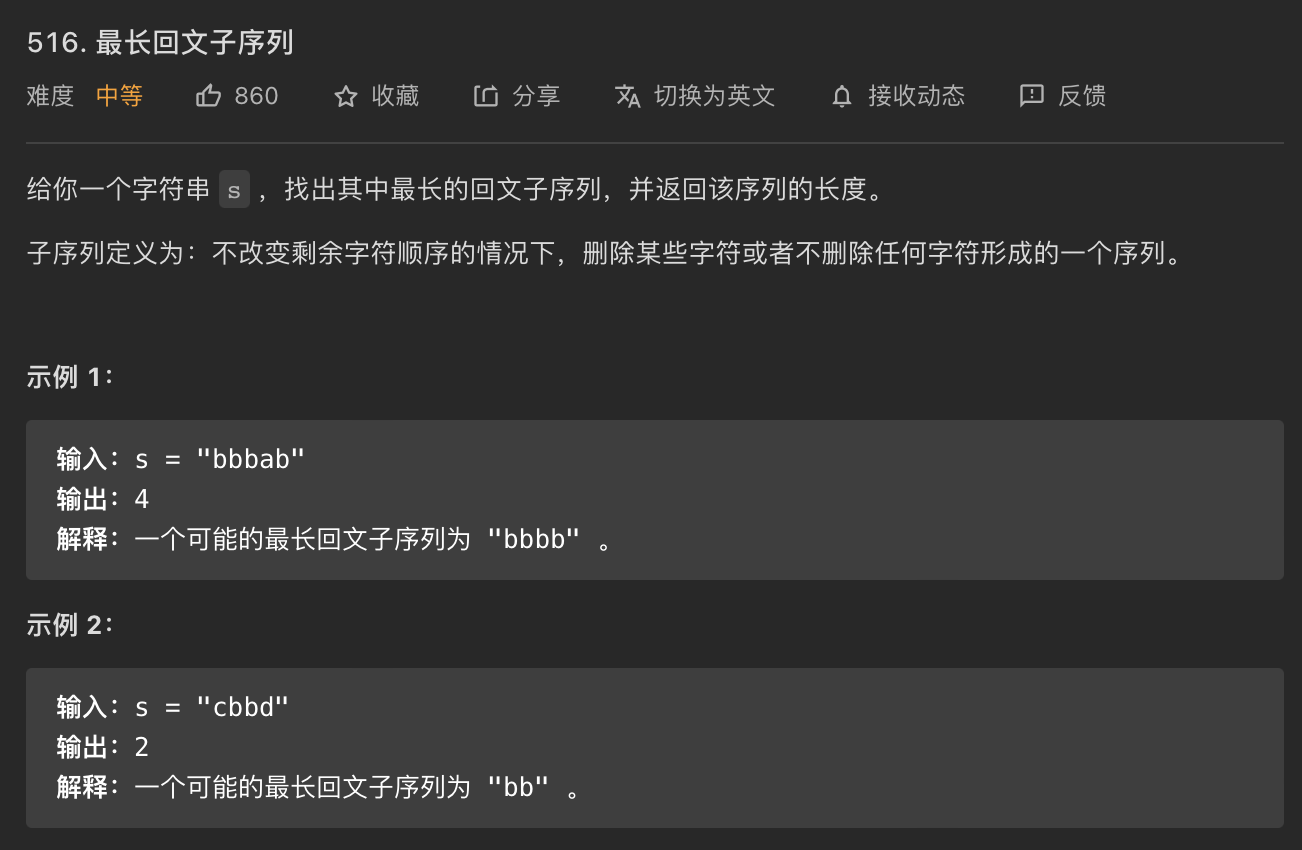 516. 最长回文子序列
难度 中等 860 收藏 分享 切换为英文 接收动态 反馈
给你一个字符串 s ，找出其中最长的回文子序列，并返回该序列的长度。
子序列定义为：不改变剩余字符顺序的情况下，删除某些字符或者不删除任何字符形成的一个序列。
示例 1：
输入：s = "bbbab"
输出：4
解释：一个可能的最长回文子序列为 "bbbb" 。
示例 2：
输入：s = "cbbd"
输出：2
解释：一个可能的最长回文子序列为 "bb" 。